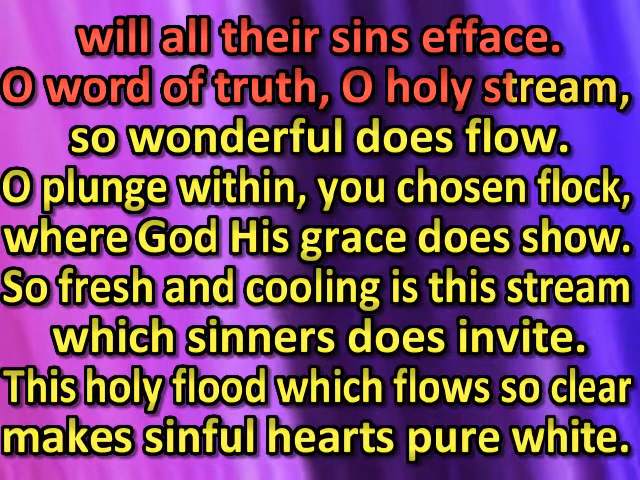 will all their sins efface.
O word of truth, O holy stream,
so wonderful does flow.
O plunge within, you chosen flock,
where God His grace does show.
So fresh and cooling is this stream
which sinners does invite.
This holy flood which flows so clear
makes sinful hearts pure white.